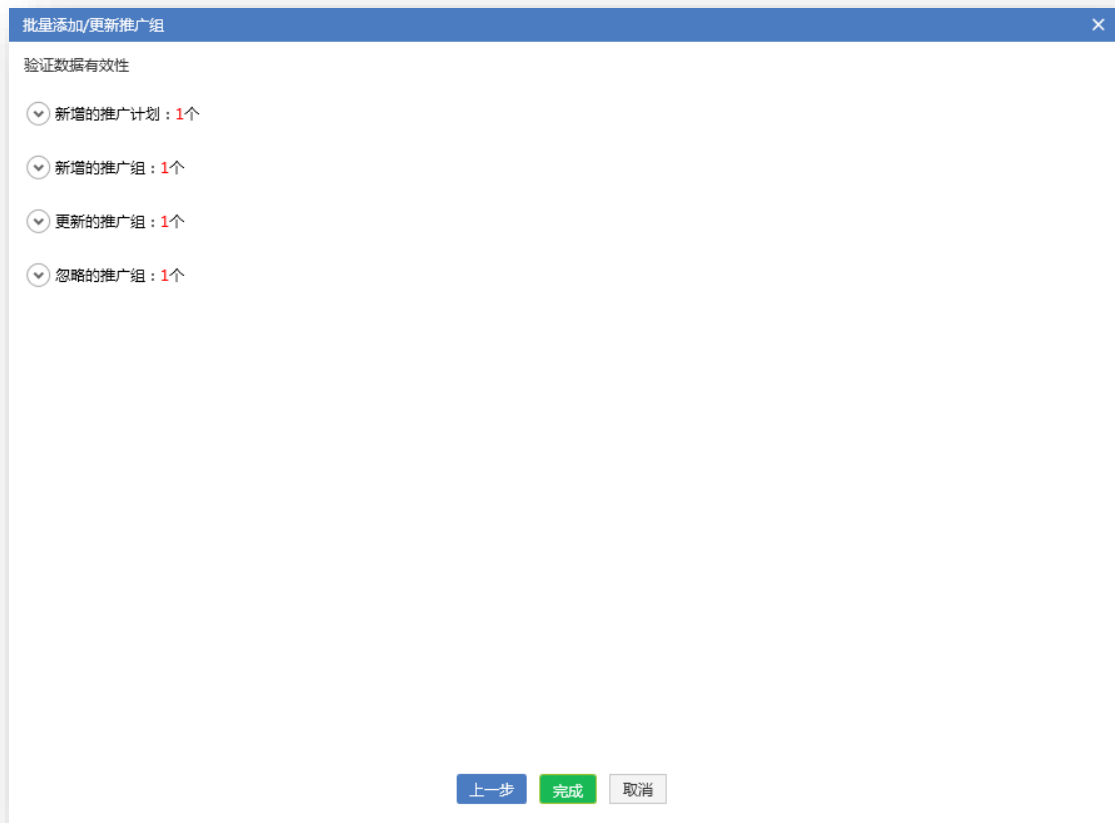 批量添加/更新推广组
验证数据有效性
新增的推广计划：1个
新增的推广组：1个
更新的推广组：1个
忽略的推广组：1个
上一步 完成 取消